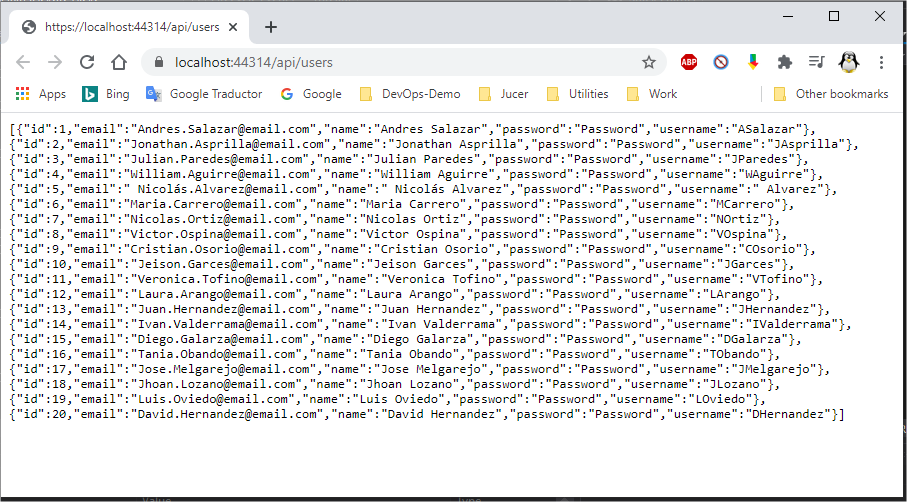 https://localhost:44314/api/users
localhost:44314/api/users
ABP
Apps Bing Google Traductor Google DevOps-Demo Jucer Utilities Work Other bookmarks
[{"id":1,"email":"Andres.Salazar@email.com","name":"Andres Salazar","password":"Password","username":"ASalazar"},
{"id":2,"email":"Jonathan.Asprilla@email.com","name":"Jonathan Asprilla","password":"Password","username":"JAsprilla"},
{"id":3,"email":"Julian.Paredes@email.com","name":"Julian Paredes","password":"Password","username":"JParedes"},
{"id":4,"email":"William.Aguirre@email.com","name":"William Aguirre","password":"Password","username":"WAguirre"},
{"id":5,"email":" Nicolás.Alvarez@email.com","name":" Nicolás Alvarez","password":"Password","username":" Alvarez"},
{"id":6,"email":"Maria.Carrero@email.com","name":"Maria Carrero","password":"Password","username":"MCarrero"},
{"id":7,"email":"Nicolas.Ortiz@email.com","name":"Nicolas Ortiz","password":"Password","username":"NOrtiz"},
{"id":8,"email":"Victor.Ospina@email.com","name":"Victor Ospina","password":"Password","username":"VOspina"},
{"id":9,"email":"Cristian.Osorio@email.com","name":"Cristian Osorio","password":"Password","username":"COsorio"},
{"id":10,"email":"Jeison.Garces@email.com","name":"Jeison Garces","password":"Password","username":"JGarces"},
{"id":11,"email":"Veronica.Tofino@email.com","name":"Veronica Tofino","password":"Password","username":"VTofino"},
{"id":12,"email":"Laura.Arango@email.com","name":"Laura Arango","password":"Password","username":"LArango"},
{"id":13,"email":"Juan.Hernandez@email.com","name":"Juan Hernandez","password":"Password","username":"JHernandez"},
{"id":14,"email":"Ivan.Valderrama@email.com","name":"Ivan Valderrama","password":"Password","username":"IValderrama"},
{"id":15,"email":"Diego.Galarza@email.com","name":"Diego Galarza","password":"Password","username":"DGalarza"},
{"id":16,"email":"Tania.Obando@email.com","name":"Tania Obando","password":"Password","username":"TObando"},
{"id":17,"email":"Jose.Melgarejo@email.com","name":"Jose Melgarejo","password":"Password","username":"JMelgarejo"},
{"id":18,"email":"Jhoan.Lozano@email.com","name":"Jhoan Lozano","password":"Password","username":"JLozano"},
{"id":19,"email":"Luis.Oviedo@email.com","name":"Luis Oviedo","password":"Password","username":"LOviedo"},
{"id":20,"email":"David.Hernandez@email.com","name":"David Hernandez","password":"Password","username":"DHernandez"}]